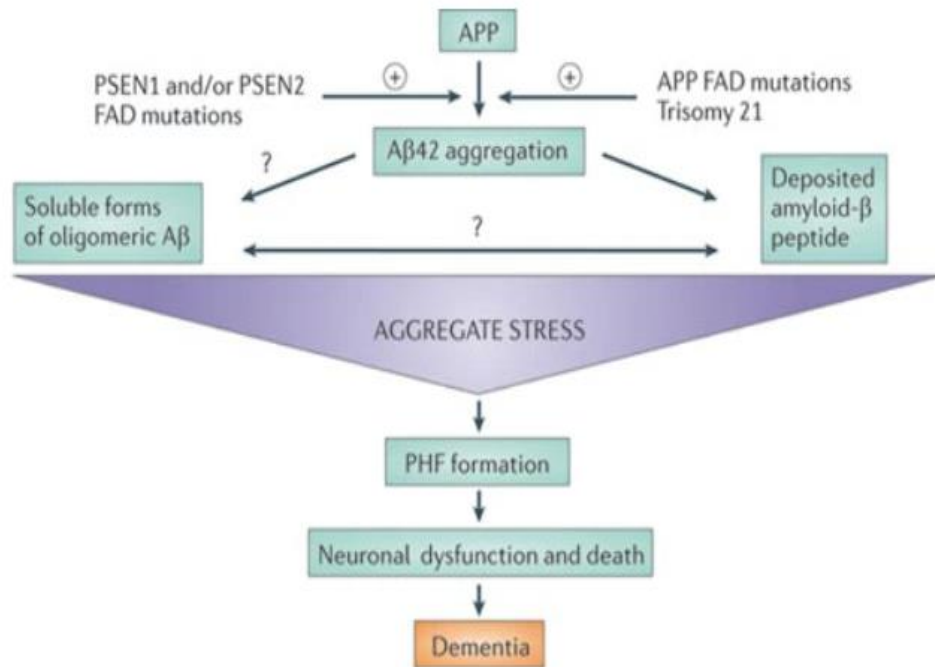 APP
PSEN1 and/or PSEN2
FAD mutations
+
+
APP FAD mutations
Trisomy 21
Aβ42 aggregation
?
Soluble forms
of oligomeric Aβ
?
Deposited
amyloid-β
peptide
AGGREGATE STRESS
PHF formation
Neuronal dysfunction and death
Dementia